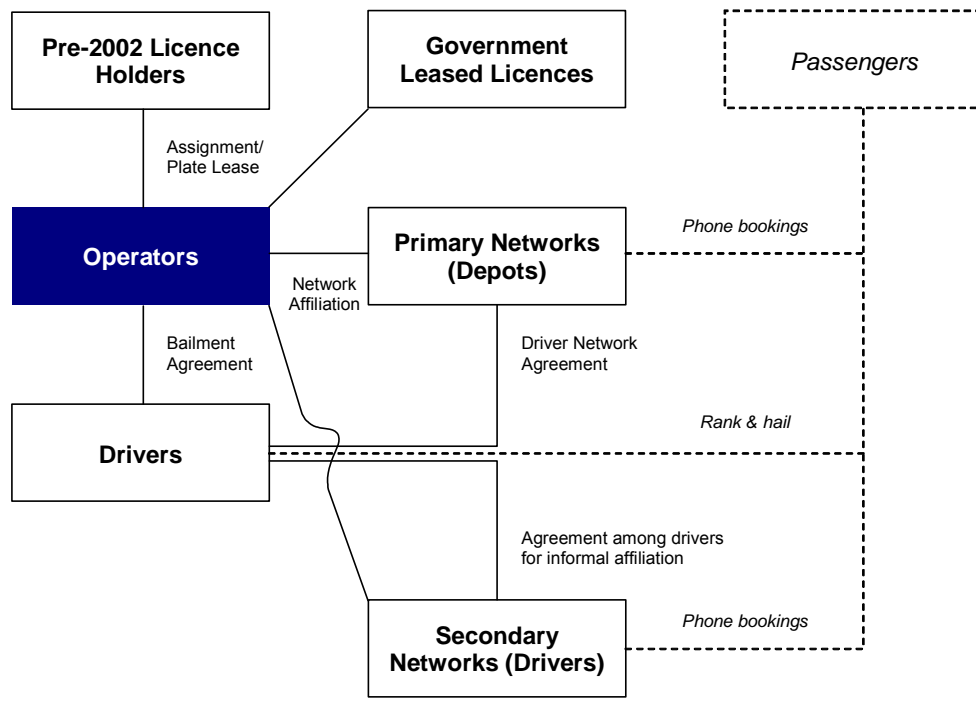 Pre-2002 Licence
Holders
Government
Leased Licences
Passengers
Assignment/
Plate Lease
Operators
Primary Networks
(Depots)
Phone bookings
Network
Affiliation
Bailment
Agreement
Driver Network
Agreement
Drivers
Rank & hail
Agreement among drivers
for informal affiliation
Secondary
Networks (Drivers)
Phone bookings